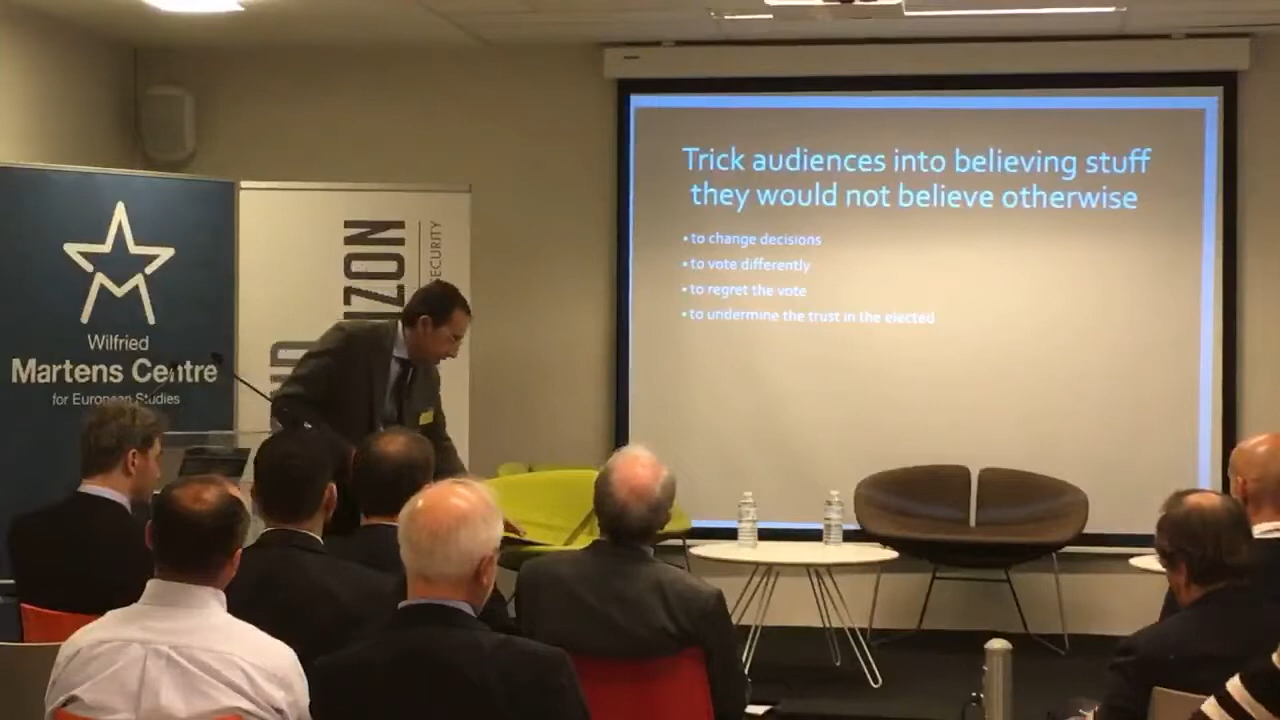 Trick audiences into believing stuff
they would not believe otherwise
• to change decisions
• to vote differently
• to regret the vote
• to undermine the trust in the elected
Wilfried
Martens Centre
for European Studies
IZON
SECURITY